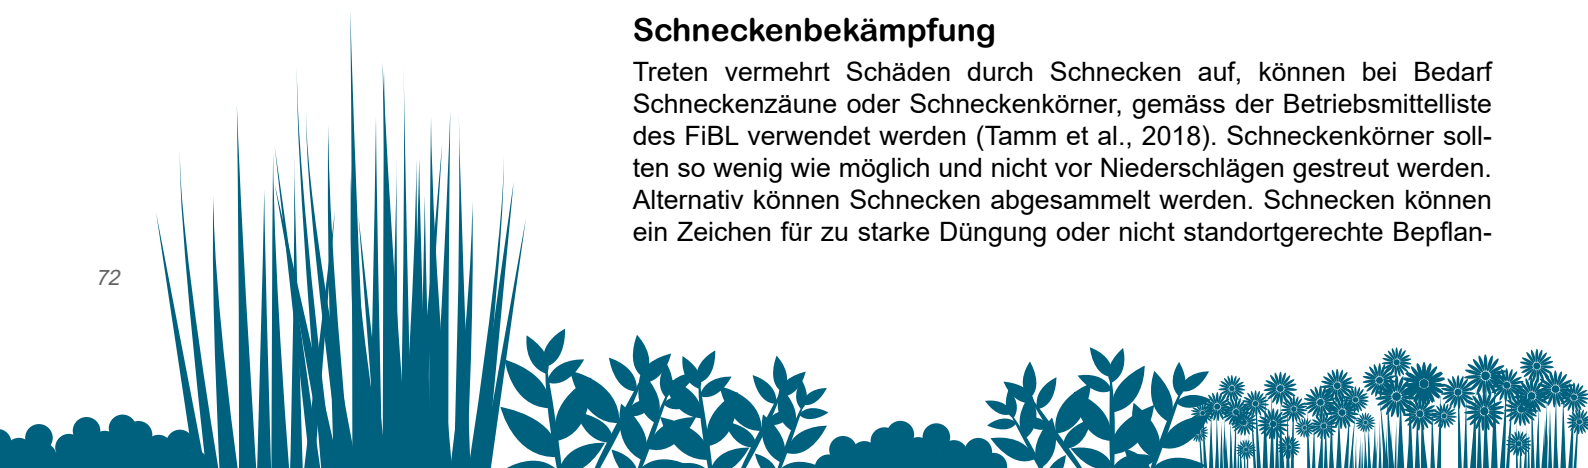 Schneckenbekämpfung
Treten vermehrt Schäden durch Schnecken auf, können bei Bedarf
Schneckenzäune oder Schneckenkörner, gemäss der Betriebsmittelliste
des FiBL verwendet werden (Tamm et al., 2018). Schneckenkörner soll-
ten so wenig wie möglich und nicht vor Niederschlägen gestreut werden.
Alternativ können Schnecken abgesammelt werden. Schnecken können
ein Zeichen für zu starke Düngung oder nicht standortgerechte Bepflan-
72